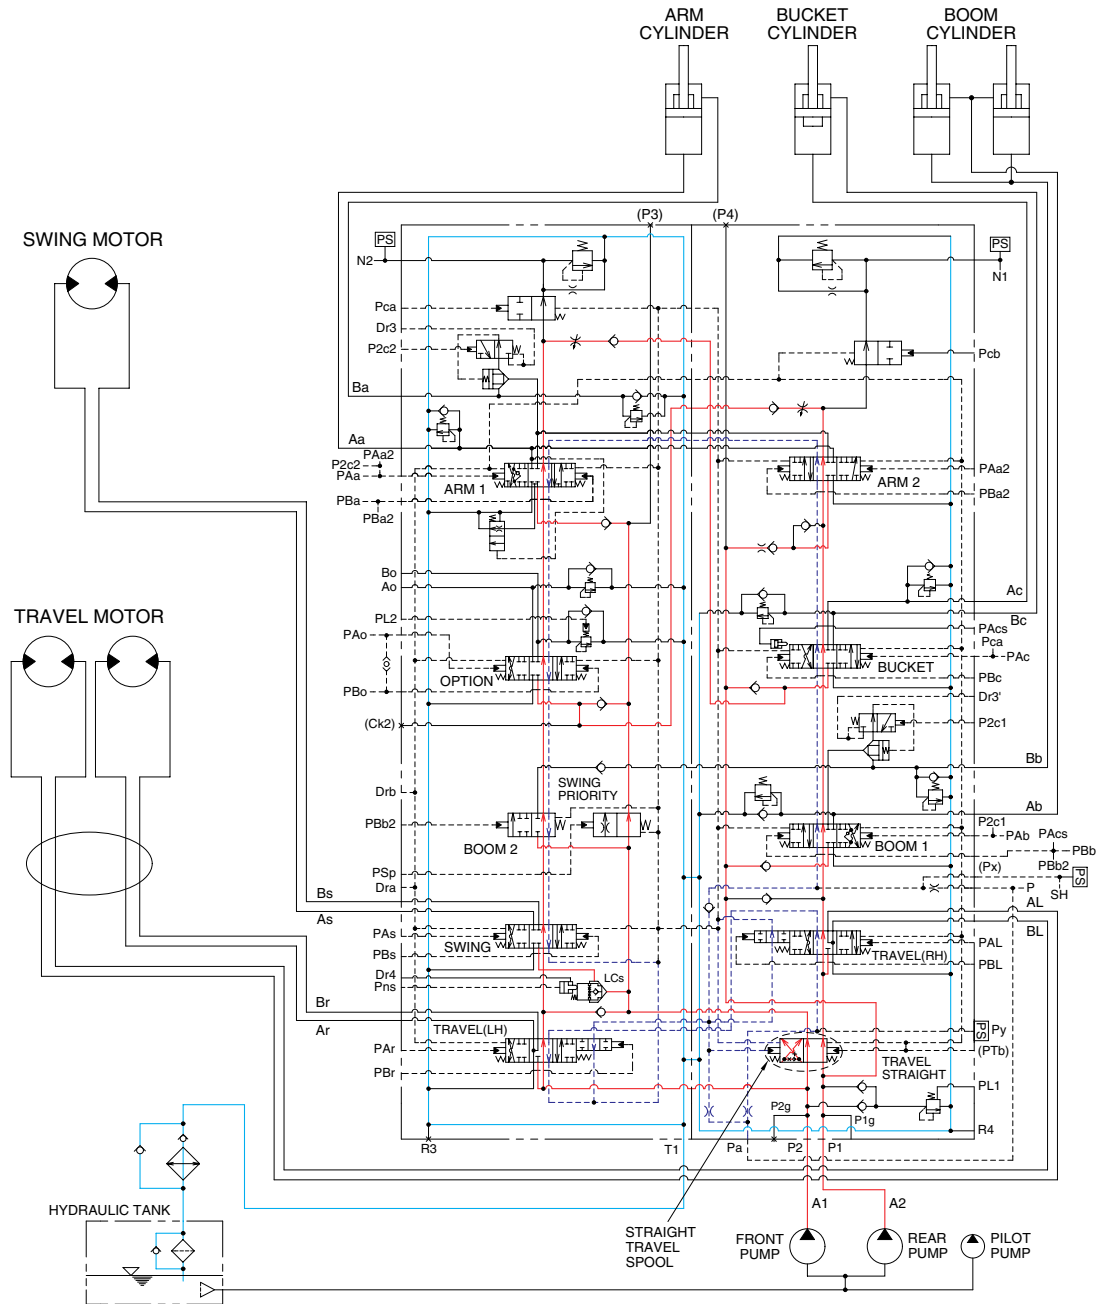 ARM
CYLINDER
BUCKET
CYLINDER
BOOM
CYLINDER
SWING MOTOR
TRAVEL MOTOR
(P3)
(P4)
PS
N2
PS
N1
Pca
Dr3
P2c2
Pcb
Ba
Aa
PAa2
P2c2
PAa
PBa
PBa2
ARM 1
ARM 2
PAa2
PBa2
Bo
Ao
PL2
PAo
PBo
OPTION
(Ck2)
Ac
Bc
PAcs
Pca
PAc
PBc
BUCKET
Dr3'
P2c1
Bb
Drb
SWING
PRIORITY
PBb2
BOOM 2
PSp
Dra
Ab
P2c1
PAb
PAcs
PBb
PBb2
BOOM 1
(Px)
PS
P
SH
Bs
As
PAs
PBs
SWING
AL
BL
PAL
PBL
TRAVEL(RH)
Dr4
Pns
LCs
Br
Ar
TRAVEL(LH)
PAr
PBr
PS
Py
(PTb)
TRAVEL
STRAIGHT
PL1
P2g
P1g
R4
R3
T1
Pa
P2
P1
HYDRAULIC TANK
STRAIGHT
TRAVEL
SPOOL
A1
A2
FRONT
PUMP
REAR
PUMP
PILOT
PUMP